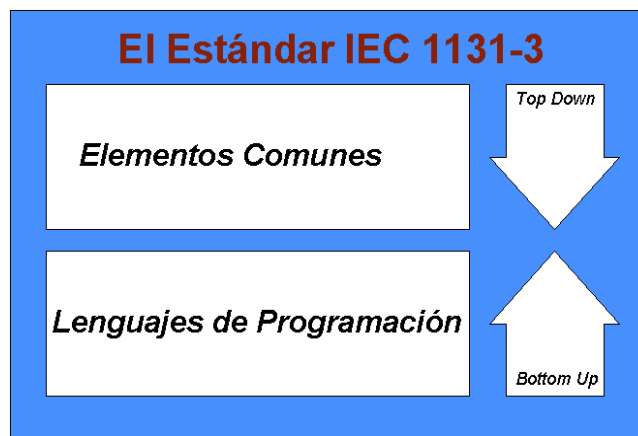 El Estándar IEC 1131-3
Elementos Comunes
Top Down
Lenguajes de Programación
Bottom Up